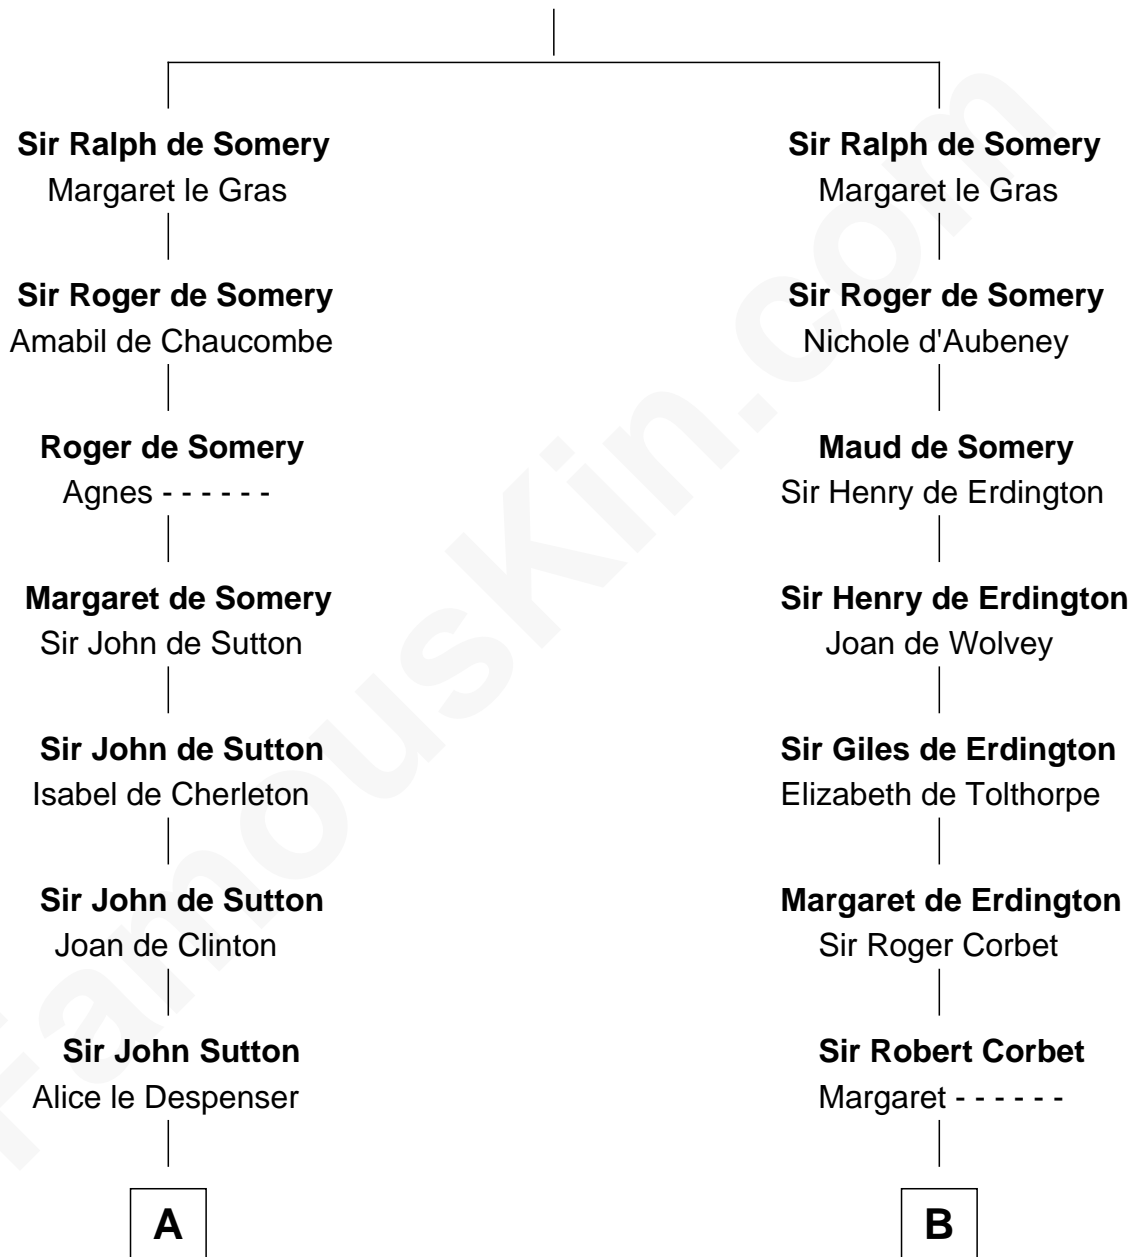 Sir Ralph de Somery
Margaret le Gras
Sir Roger de Somery
Amabil de Chaucombe
Roger de Somery
Agnes - - - - - -
Margaret de Somery
Sir John de Sutton
Sir John de Sutton
Isabel de Cherleton
Sir John de Sutton
Joan de Clinton
Sir John Sutton
Alice le Despenser
A
Sir Ralph de Somery
Margaret le Gras
Sir Roger de Somery
Nichole d'Aubeney
Maud de Somery
Sir Henry de Erdington
Sir Henry de Erdington
Joan de Wolvey
Sir Giles de Erdington
Elizabeth de Tolthorpe
Margaret de Erdington
Sir Roger Corbet
Sir Robert Corbet
Margaret - - - - - -
B
FamousKin.com